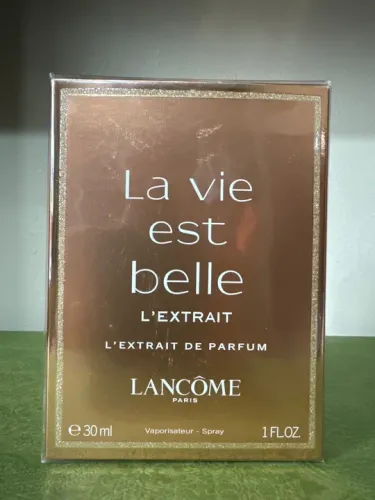 La vie
est
belle
L'EXTRAIT
L'EXTRAIT DE PARFUM
LANCÔME
PARIS
℮ 30 ml Vaporisateur - Spray 1 FL.OZ.